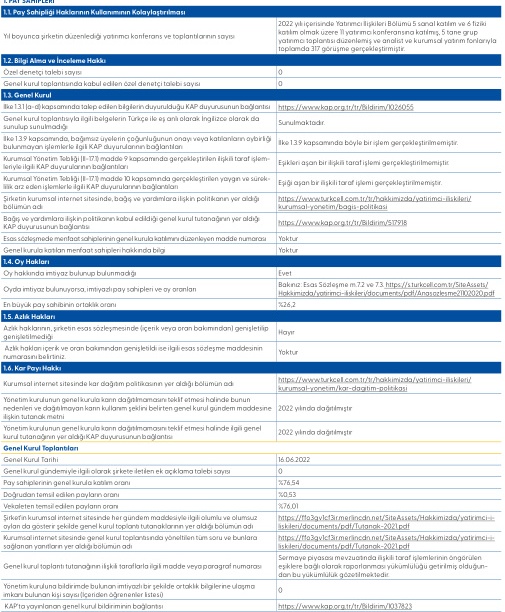 1. PAY SAHİPLERİ
1.1. Pay Sahipliği Haklarının Kullanımının Kolaylaştırılması
Yıl boyunca şirketin düzenlediği yatırımcı konferans ve toplantılarının sayısı
2022 yılı içerisinde Yatırımcı İlişkileri Bölümü 5 sanal katılım ve 6 fiziki
katılım olmak üzere 11 yatırımcı konferansına katılmış, 5 tane grup
yatırımcı toplantısı düzenlemiş ve analist ve kurumsal yatırım fonlarıyla
toplamda 317 görüşme gerçekleştirmiştir.
1.2. Bilgi Alma ve İnceleme Hakkı
Özel denetçi talebi sayısı
0
Genel kurul toplantısında kabul edilen özel denetçi talebi sayısı
0
1.3. Genel Kurul
İlke 1.3.1 (a-d) kapsamında talep edilen bilgilerin duyurulduğu KAP duyurusunun bağlantısı
https://www.kap.org.tr/tr/Bildirim/1026055
Genel kurul toplantısıyla ilgili belgelerin Türkçe ile eş anlı olarak İngilizce olarak da
sunulup sunulmadığı
Sunulmaktadır.
İlke 1.3.9 kapsamında, bağımsız üyelerin çoğunluğunun onayı veya katılanların oybirliği
bulunmayan işlemlerle ilgili KAP duyurularının bağlantıları
İlke 1.3.9 kapsamında böyle bir işlem gerçekleştirilmemiştir.
Kurumsal Yönetim Tebliği (II-17.1) madde 9 kapsamında gerçekleştirilen ilişkili taraf işlem-
leriyle ilgili KAP duyurularının bağlantıları
Eşikleri aşan bir ilişkili taraf işlemi gerçekleştirilmemiştir.
Kurumsal Yönetim Tebliği (II-17.1) madde 10 kapsamında gerçekleştirilen yaygın ve sürek-
lilik arz eden işlemlerle ilgili KAP duyurularının bağlantıları
Eşiği aşan bir ilişkili taraf işlemi gerçekleştirilmemiştir.
Şirketin kurumsal internet sitesinde, bağış ve yardımlara ilişkin politikanın yer aldığı
bölümün adı
https://www.turkcell.com.tr/tr/hakkimizda/yatirimci-iliskileri/
kurumsal-yonetim/bagis-politikasi
Bağış ve yardımlara ilişkin politikanın kabul edildiği genel kurul tutanağının yer aldığı
KAP duyurusunun bağlantısı
https://www.kap.org.tr/tr/Bildirim/517918
Esas sözleşmede menfaat sahiplerinin genel kurula katılımını düzenleyen madde numarası
Yoktur
Genel kurula katılan menfaat sahipleri hakkında bilgi
Yoktur
1.4. Oy Hakları
Oy hakkında imtiyaz bulunup bulunmadığı
Evet
Oyda imtiyaz bulunuyorsa, imtiyazlı pay sahipleri ve oy oranları
Bakınız: Esas Sözleşme m.7.2 ve 7.3. https://s.turkcell.com.tr/SiteAssets/
Hakkimizda/yatirimci-iliskileri/documents/pdf/Anasozlesme21102020.pdf
En büyük pay sahibinin ortaklık oranı
%26,2
1.5. Azlık Hakları
Azlık haklarının, şirketin esas sözleşmesinde (içerik veya oran bakımından) genişletilip
genişletilmediği
Hayır
Azlık hakları içerik ve oran bakımından genişletildi ise ilgili esas sözleşme maddesinin
numarasını belirtiniz.
Yoktur
1.6. Kar Payı Hakkı
Kurumsal internet sitesinde kar dağıtım politikasının yer aldığı bölümün adı
https://www.turkcell.com.tr/tr/hakkimizda/yatirimci-iliskileri/
kurumsal-yonetim/kar-dagitim-politikasi
Yönetim kurulunun genel kurula karın dağıtılmamasını teklif etmesi halinde bunun
nedenleri ve dağıtılmayan karın kullanım şeklini belirten genel kurul gündem maddesine
ilişkin tutanak metni
2022 yılında dağıtılmıştır
Yönetim kurulunun genel kurula karın dağıtılmamasını teklif etmesi halinde ilgili genel
kurul tutanağının yer aldığı KAP duyurusunun bağlantısı
2022 yılında dağıtılmıştır
Genel Kurul Toplantıları
Genel Kurul Tarihi
16.06.2022
Genel kurul gündemiyle ilgili olarak şirkete iletilen ek açıklama talebi sayısı
0
Pay sahiplerinin genel kurula katılım oranı
%76,54
Doğrudan temsil edilen payların oranı
%0,53
Vekaleten temsil edilen payların oranı
%76,01
Şirketin kurumsal internet sitesinde her gündem maddesiyle ilgili olumlu ve olumsuz
oyları da gösterir şekilde genel kurul toplantı tutanaklarının yer aldığı bölümün adı
https://ffo3gv1cf3ir.merlincdn.net/SiteAssets/Hakkimizda/yatirimci-i-
liskileri/documents/pdf/Tutanak-2021.pdf
Kurumsal internet sitesinde genel kurul toplantısında yöneltilen tüm soru ve bunlara
sağlanan yanıtların yer aldığı bölümün adı
https://ffo3gv1cf3ir.merlincdn.net/SiteAssets/Hakkimizda/yatirimci-i-
liskileri/documents/pdf/Tutanak-2021.pdf
Genel kurul toplantı tutanağının ilişkili taraflarla ilgili madde veya paragraf numarası
Sermaye piyasası mevzuatında ilişkili taraf işlemlerinin öngörülen
eşiklere bağlı olarak raporlanması yükümlülüğü getirilmiş olduğun-
dan bu yükümlülük gözetilmektedir.
Yönetim kuruluna bildirimde bulunan imtiyazlı bir şekilde ortaklık bilgilerine ulaşma
imkanı bulunan kişi sayısı (İçeriden öğrenenler listesi)
0
KAP'ta yayınlanan genel kurul bildiriminin bağlantısı
https://www.kap.org.tr/tr/Bildirim/1037823